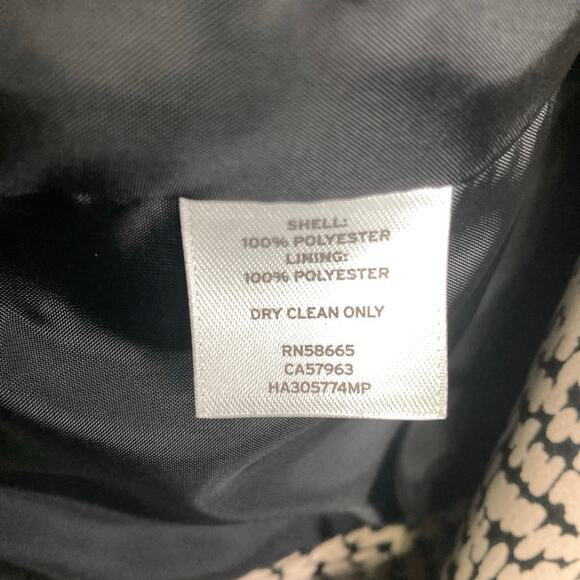 SHELL:
100% POLYESTER
LINING:
100% POLYESTER
DRY CLEAN ONLY
RN58665
CA57963
HA305774MP